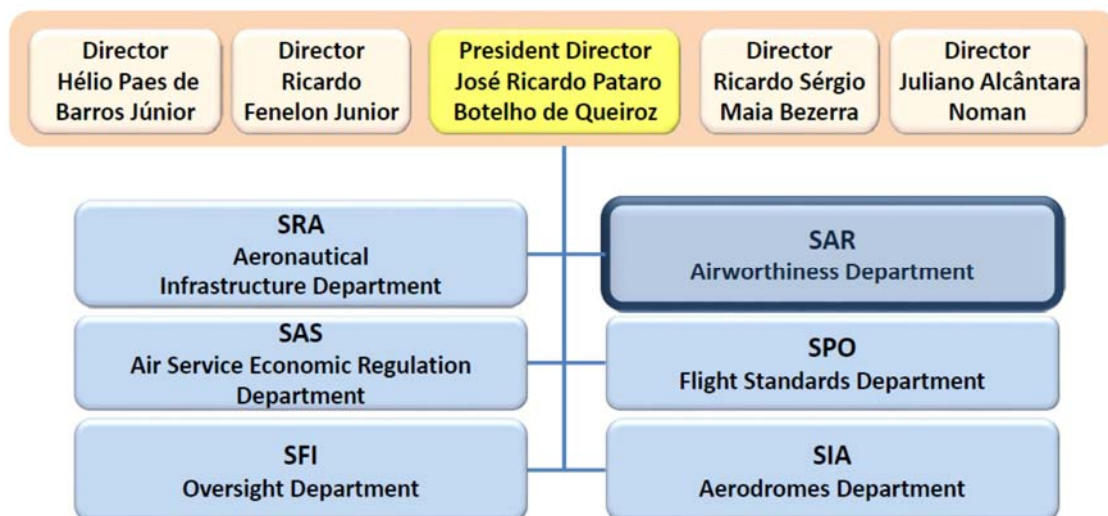 Director
Hélio Paes de
Barros Júnior
Director
Ricardo
Fenelon Junior
President Director
José Ricardo Pataro
Botelho de Queiroz
Director
Ricardo Sérgio
Maia Bezerra
Director
Juliano Alcântara
Noman
SRA
Aeronautical
Infrastructure Department
SAR
Airworthiness Department
SAS
Air Service Economic Regulation
Department
SPO
Flight Standards Department
SFI
Oversight Department
SIA
Aerodromes Department